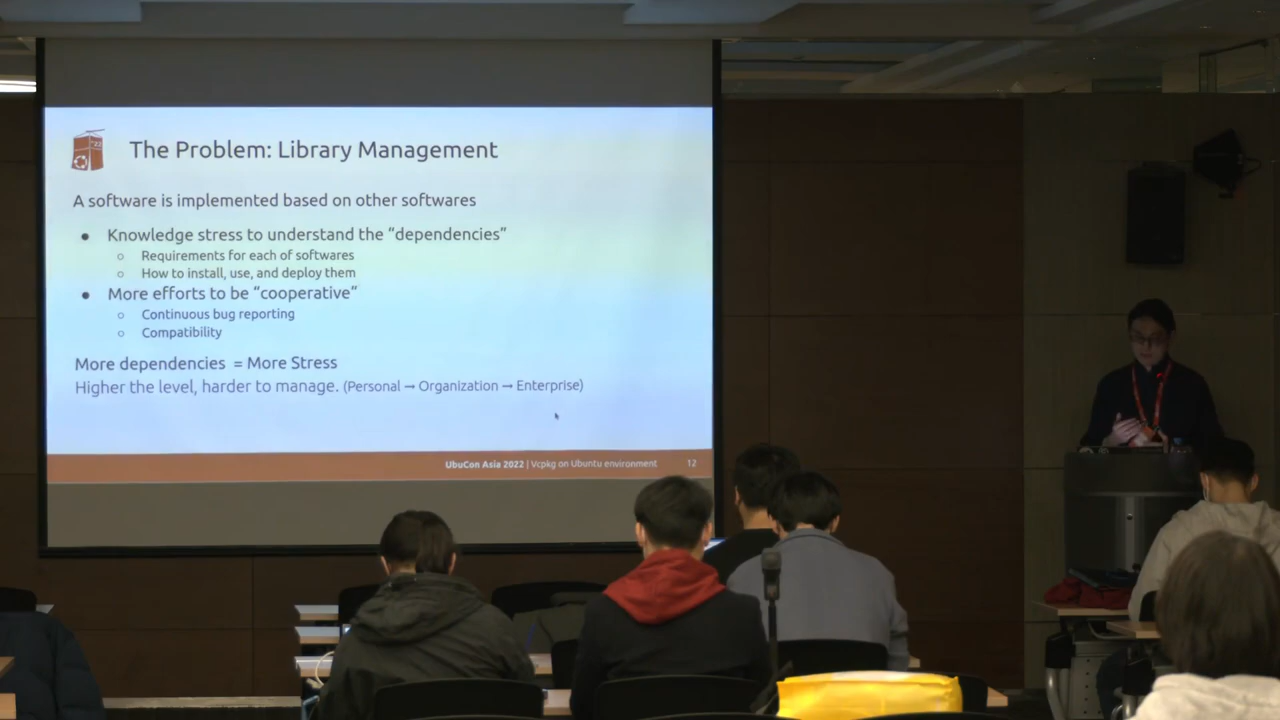 The Problem: Library Management
A software is implemented based on other softwares
● Knowledge stress to understand the “dependencies”
○ Requirements for each of softwares
○ How to install, use, and deploy them
● More efforts to be “cooperative”
○ Continuous bug reporting
○ Compatibility
More dependencies = More Stress
Higher the level, harder to manage. (Personal → Organization → Enterprise)
UbuCon Asia 2022 | Vcpkg on Ubuntu environment 12